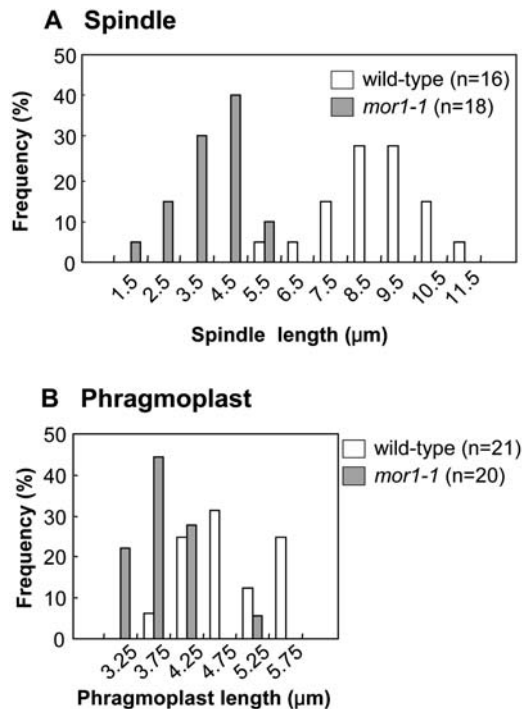 A Spindle
50
40
30
20
10
0
Frequency (%)
wild-type (n=16)
mor1-1 (n=18)
1.5 2.5 3.5 4.5 5.5 6.5 7.5 8.5 9.5 10.5 11.5
Spindle length (µm)
B Phragmoplast
50
40
30
20
10
0
Frequency (%)
wild-type (n=21)
mor1-1 (n=20)
3.25 3.75 4.25 4.75 5.25 5.75
Phragmoplast length (µm)